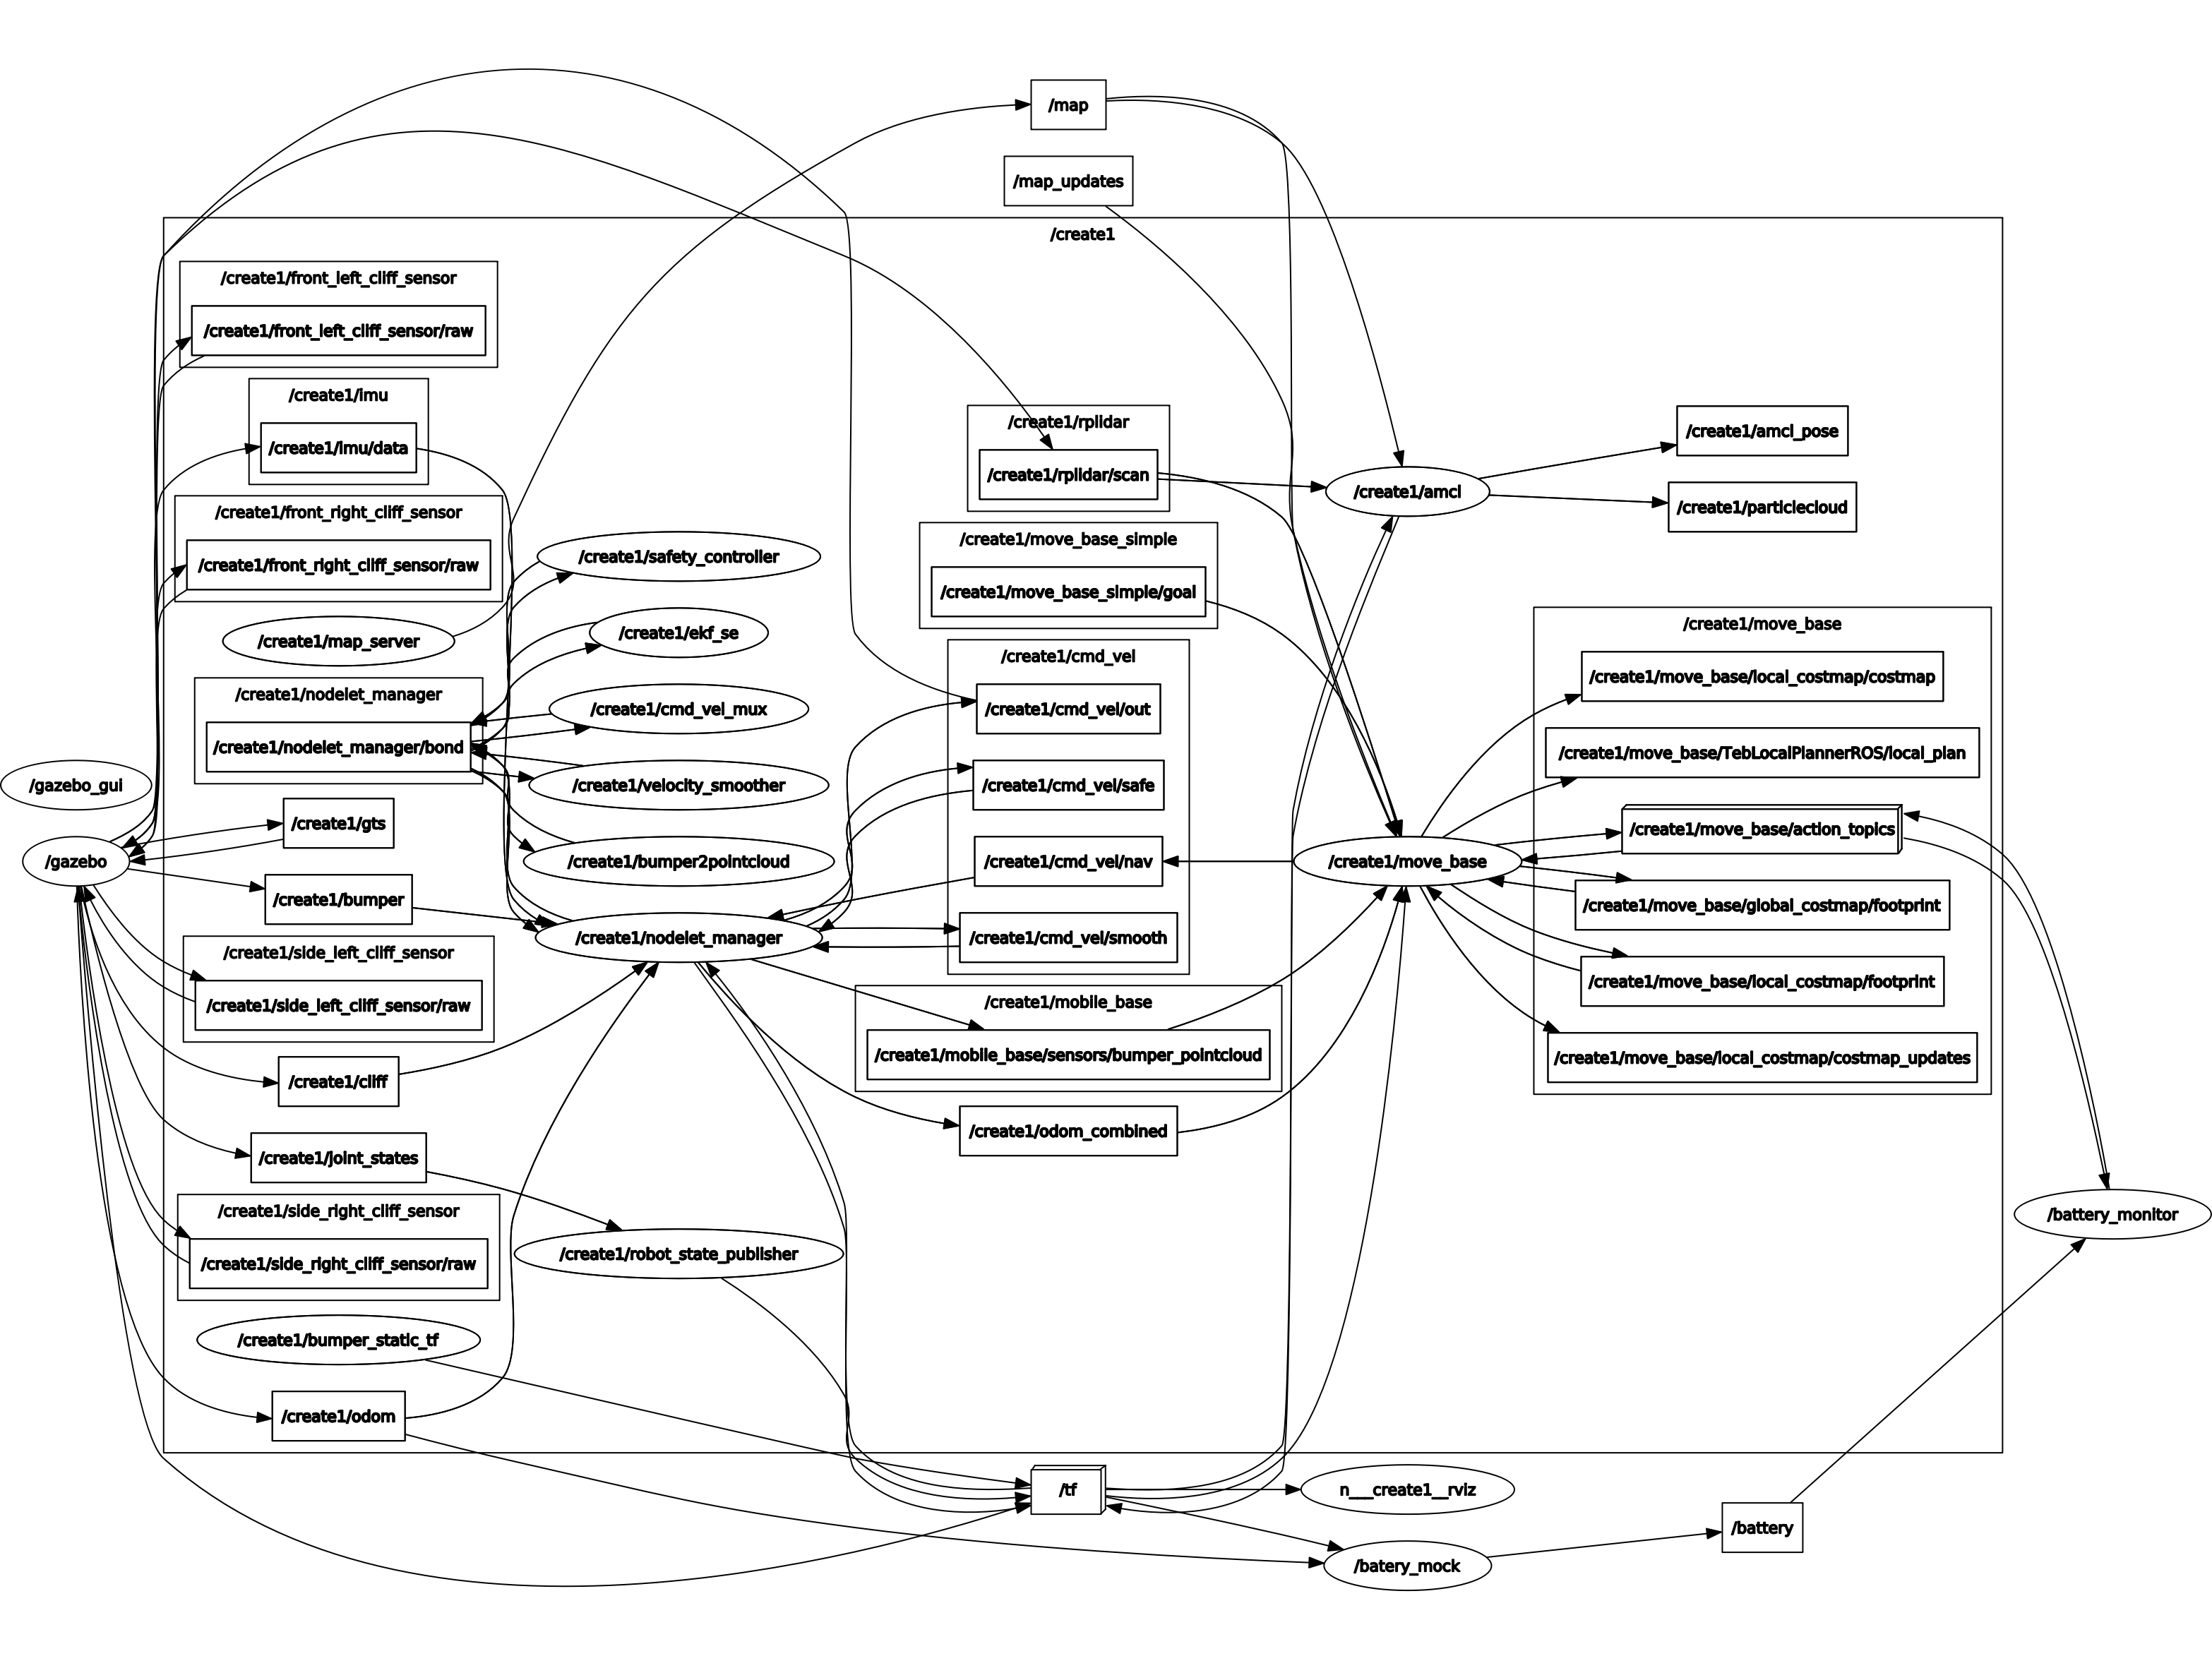 /map
/map_updates
/create1
/create1/front_left_cliff_sensor
/create1/front_left_cliff_sensor/raw
/create1/imu
/create1/imu/data
/create1/front_right_cliff_sensor
/create1/front_right_cliff_sensor/raw
/create1/map_server
/create1/nodelet_manager
/create1/nodelet_manager/bond
/gazebo_gui
/create1/gts
/gazebo
/create1/bumper
/create1/side_left_cliff_sensor
/create1/side_left_cliff_sensor/raw
/create1/cliff
/create1/joint_states
/create1/side_right_cliff_sensor
/create1/side_right_cliff_sensor/raw
/create1/bumper_static_tf
/create1/odom
/create1/safety_controller
/create1/ekf_se
/create1/cmd_vel_mux
/create1/velocity_smoother
/create1/bumper2pointcloud
/create1/nodelet_manager
/create1/robot_state_publisher
/create1/rplidar
/create1/rplidar/scan
/create1/move_base_simple
/create1/move_base_simple/goal
/create1/cmd_vel
/create1/cmd_vel/out
/create1/cmd_vel/safe
/create1/cmd_vel/nav
/create1/cmd_vel/smooth
/create1/mobile_base
/create1/mobile_base/sensors/bumper_pointcloud
/create1/odom_combined
/tf
/create1/amcl
/create1/move_base
n___create1__rviz
/batery_mock
/create1/amcl_pose
/create1/particlecloud
/create1/move_base
/create1/move_base/local_costmap/costmap
/create1/move_base/TebLocalPlannerROS/local_plan
/create1/move_base/action_topics
/create1/move_base/global_costmap/footprint
/create1/move_base/local_costmap/footprint
/create1/move_base/local_costmap/costmap_updates
/battery
/battery_monitor